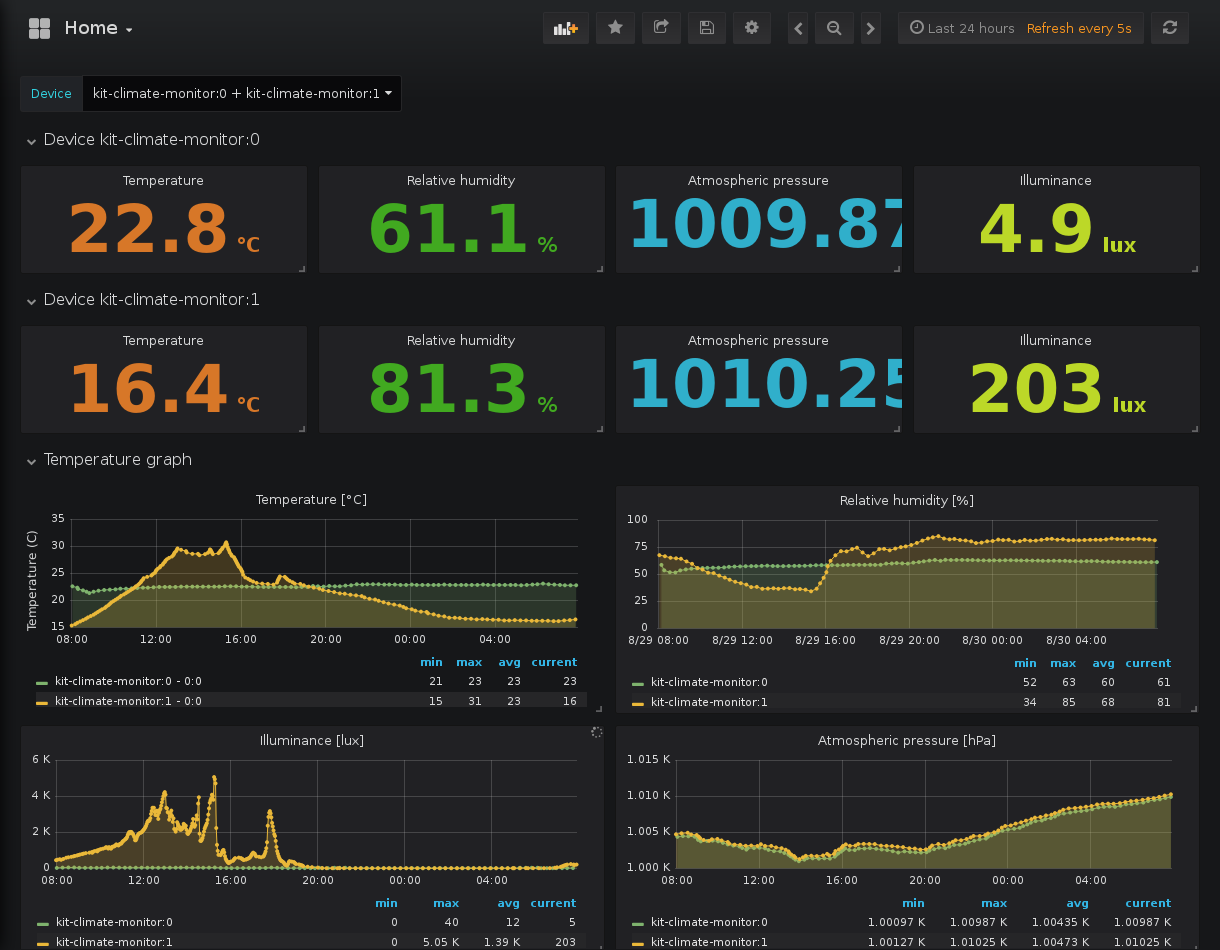 Home
Last 24 hours Refresh every 5s
Device kit-climate-monitor:0 + kit-climate-monitor:1
Device kit-climate-monitor:0
Temperature Relative humidity Atmospheric pressure Illuminance
22.8 °C 61.1 % 1009.87 4.9 lux
Device kit-climate-monitor:1
Temperature Relative humidity Atmospheric pressure Illuminance
16.4 °C 81.3 % 1010.25 203 lux
Temperature graph
Temperature [°C]
Temperature (C)
35
30
25
20
15
08:00 12:00 16:00 20:00 00:00 04:00
min max avg current
kit-climate-monitor:0 - 0:0 21 23 23 23
kit-climate-monitor:1 - 0:0 15 31 23 16
Relative humidity [%]
100
75
50
25
0
8/29 08:00 8/29 12:00 8/29 16:00 8/29 20:00 8/30 00:00 8/30 04:00
min max avg current
kit-climate-monitor:0 52 63 60 61
kit-climate-monitor:1 34 85 68 81
Illuminance [lux]
6 K
4 K
2 K
0
08:00 12:00 16:00 20:00 00:00 04:00
min max avg current
kit-climate-monitor:0 0 40 12 5
kit-climate-monitor:1 0 5.05 K 1.39 K 203
Atmospheric pressure [hPa]
1.015 K
1.010 K
1.005 K
1.000 K
08:00 12:00 16:00 20:00 00:00 04:00
min max avg current
kit-climate-monitor:0 1.00097 K 1.00987 K 1.00435 K 1.00987 K
kit-climate-monitor:1 1.00127 K 1.01025 K 1.00473 K 1.01025 K